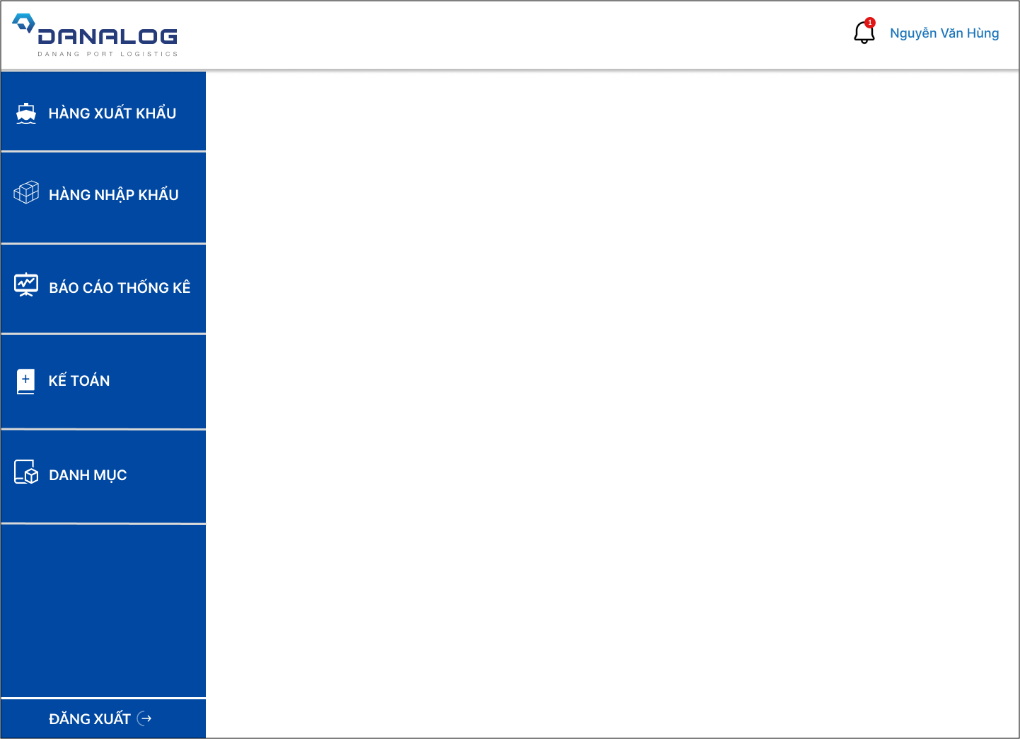 DANALOG
DANANG PORT LOGISTICS
1
Nguyễn Văn Hùng
HÀNG XUẤT KHẨU
HÀNG NHẬP KHẨU
BÁO CÁO THỐNG KÊ
KẾ TOÁN
DANH MỤC
ĐĂNG XUẤT